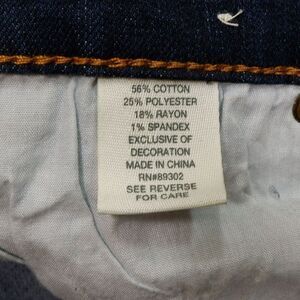 56% COTTON
25% POLYESTER
18% RAYON
1% SPANDEX
EXCLUSIVE OF
DECORATION
MADE IN CHINA
RN#89302
SEE REVERSE
FOR CARE